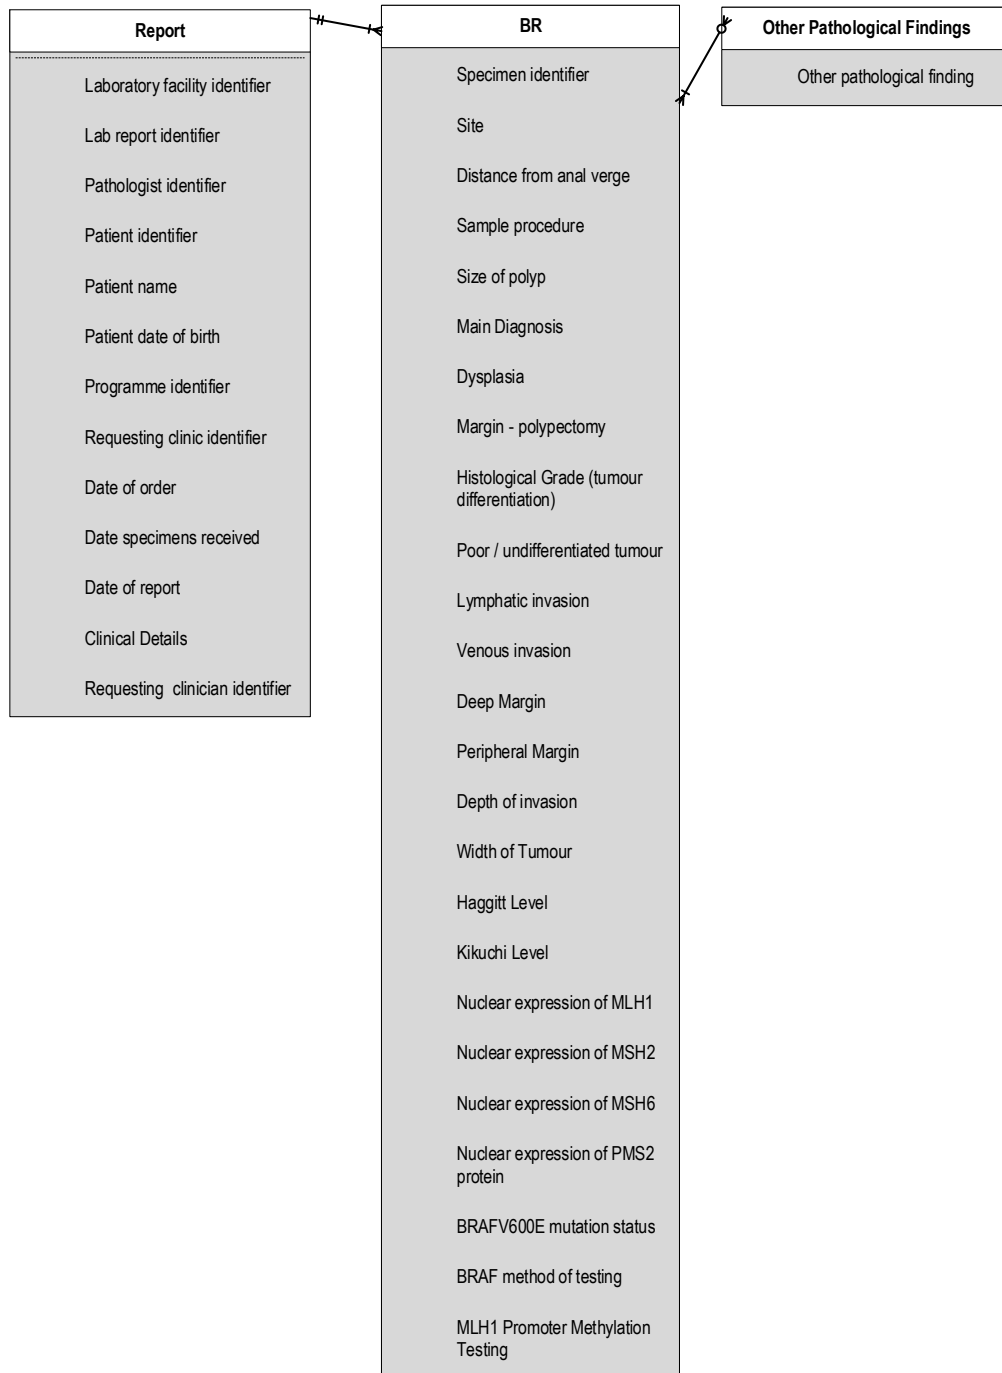 Report
Laboratory facility identifier
Lab report identifier
Pathologist identifier
Patient identifier
Patient name
Patient date of birth
Programme identifier
Requesting clinic identifier
Date of order
Date specimens received
Date of report
Clinical Details
Requesting  clinician identifier
BR
Specimen identifier
Site
Distance from anal verge
Sample procedure
Size of polyp
Main Diagnosis
Dysplasia
Margin - polypectomy
Histological Grade (tumour
differentiation)
Poor / undifferentiated tumour
Lymphatic invasion
Venous invasion
Deep Margin
Peripheral Margin
Depth of invasion
Width of Tumour
Haggitt Level
Kikuchi Level
Nuclear expression of MLH1
Nuclear expression of MSH2
Nuclear expression of MSH6
Nuclear expression of PMS2
protein
BRAFV600E mutation status
BRAF method of testing
MLH1 Promoter Methylation
Testing
Other Pathological Findings
Other pathological finding